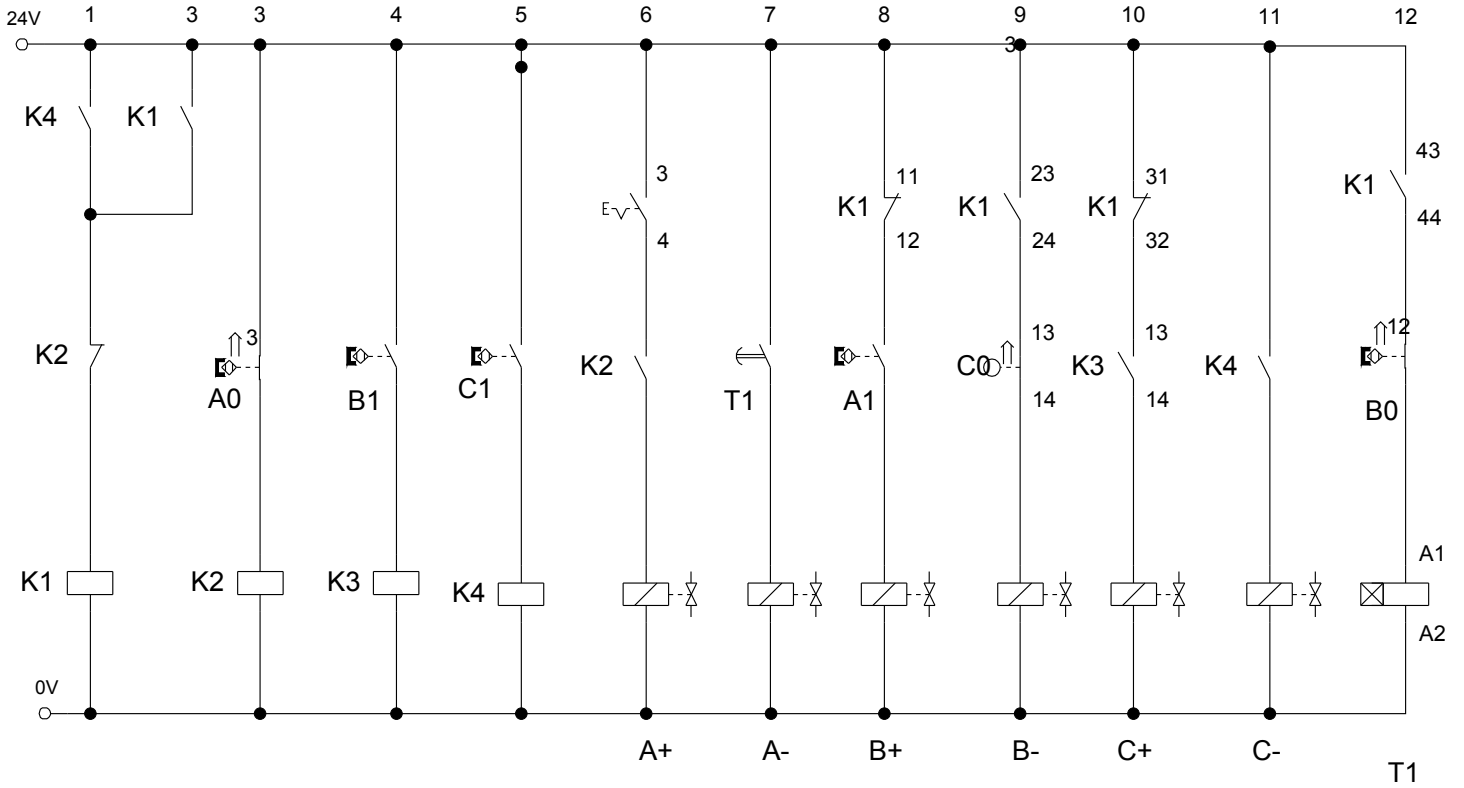 24V 1 3 3 4 5 6 7 8 9 10 11 12
3
K4 K1
3 11 23 31 43
K1 K1 K1 K1
4 12 24 32 44
3 13 13 12
K2 K2 C0 K3 K4
A0 B1 C1 T1 A1 14 14 B0
A1
K1 K2 K3 K4
A2
0V
A+ A- B+ B- C+ C-
T1